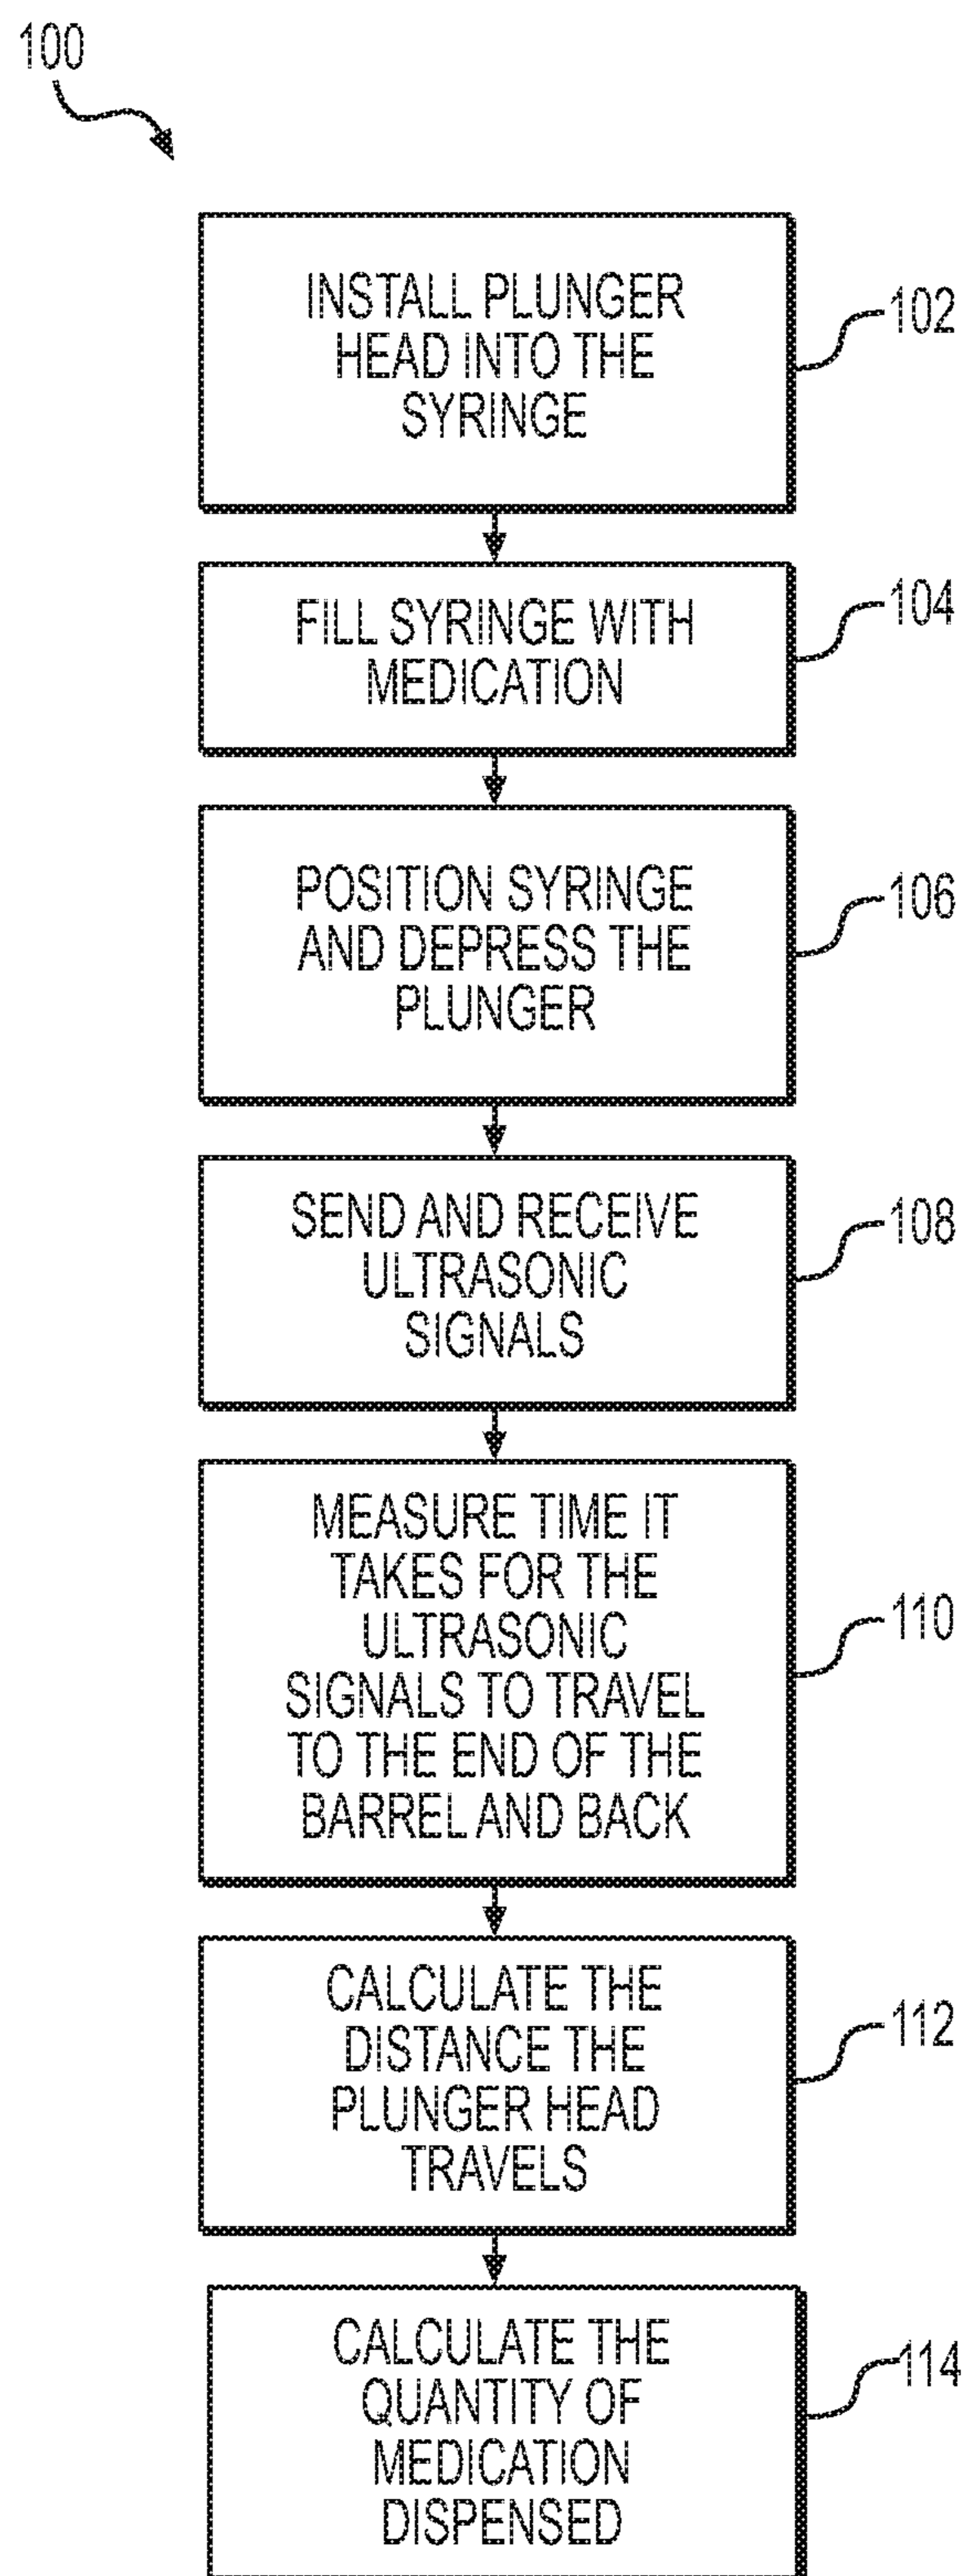 100
INSTALL PLUNGER
HEAD INTO THE
SYRINGE
102
FILL SYRINGE WITH
MEDICATION
104
POSITION SYRINGE
AND DEPRESS THE
PLUNGER
106
SEND AND RECEIVE
ULTRASONIC
SIGNALS
108
MEASURE TIME IT
TAKES FOR THE
ULTRASONIC
SIGNALS TO TRAVEL
TO THE END OF THE
BARREL AND BACK
110
CALCULATE THE
DISTANCE THE
PLUNGER HEAD
TRAVELS
112
CALCULATE THE
QUANTITY OF
MEDICATION
DISPENSED
114